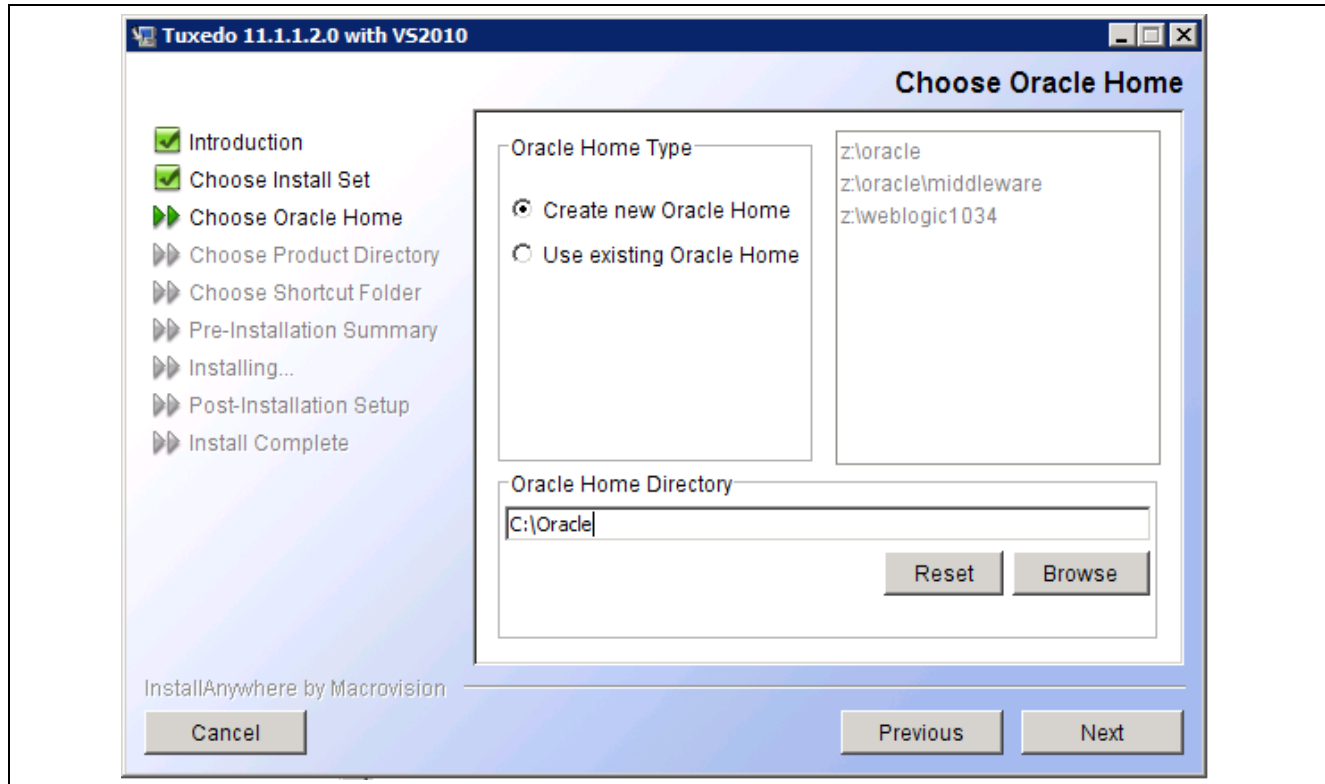 Tuxedo 11.1.1.2.0 with VS2010
Choose Oracle Home
Introduction
Choose Install Set
Choose Oracle Home
Choose Product Directory
Choose Shortcut Folder
Pre-Installation Summary
Installing...
Post-Installation Setup
Install Complete
Oracle Home Type
Create new Oracle Home
Use existing Oracle Home
z:\oracle
z:\oracle\middleware
z:\weblogic1034
Oracle Home Directory
C:\Oracle
Reset
Browse
InstallAnywhere by Macrovision
Cancel
Previous
Next